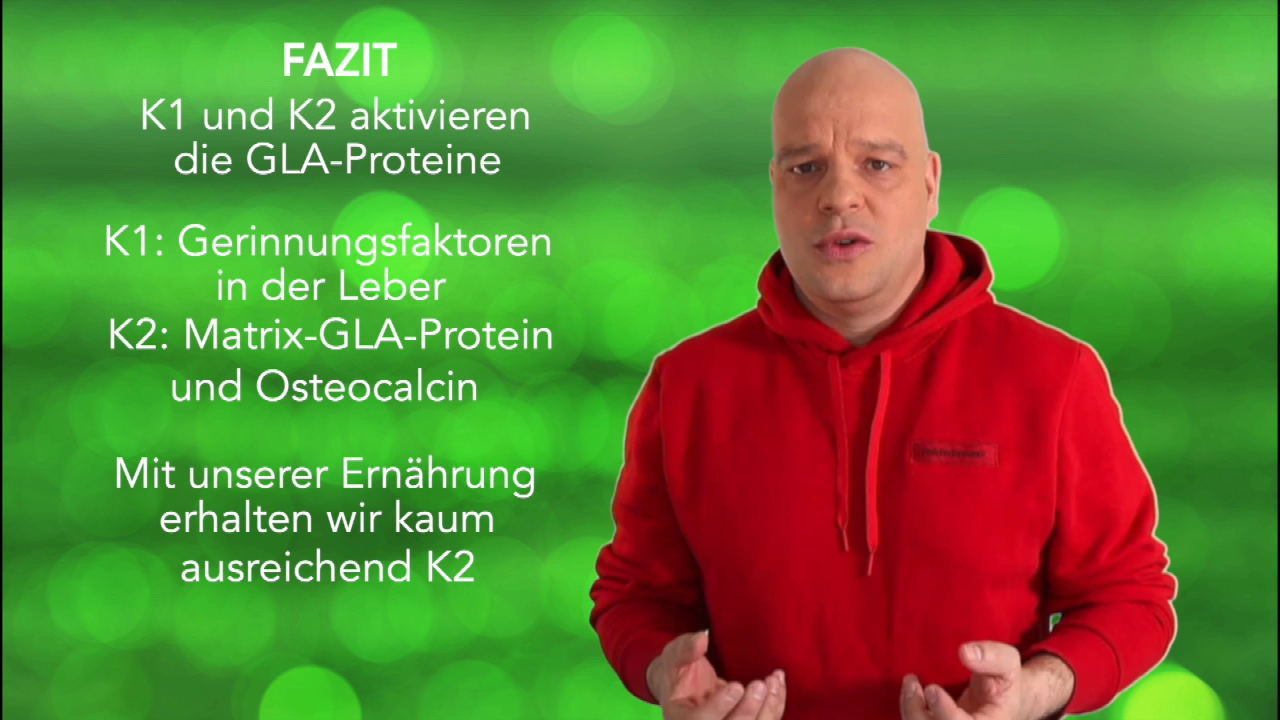 FAZIT
K1 und K2 aktivieren
die GLA-Proteine
K1: Gerinnungsfaktoren
in der Leber
K2: Matrix-GLA-Protein
und Osteocalcin
Mit unserer Ernährung
erhalten wir kaum
ausreichend K2